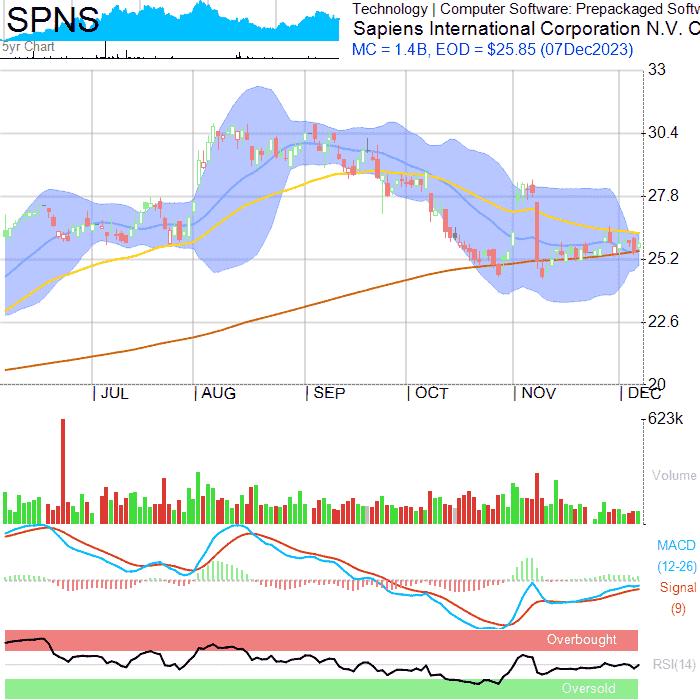 SPNS
5yr Chart
Technology | Computer Software: Prepackaged Softw
Sapiens International Corporation N.V. C
MC = 1.4B, EOD = $25.85 (07Dec2023)
33
30.4
27.8
25.2
22.6
20
JUL AUG SEP OCT NOV DEC
623k
Volume
MACD
(12-26)
Signal
(9)
Overbought
RSI(14)
Oversold